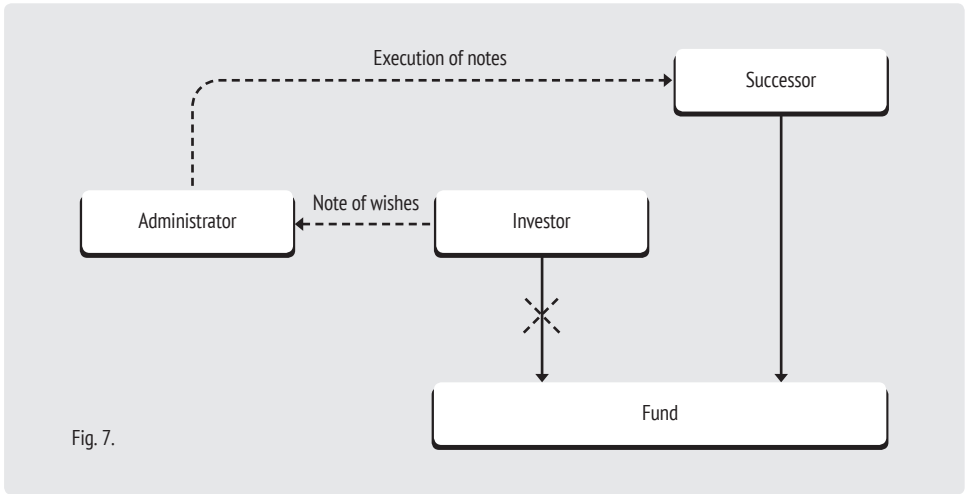 Execution of notes
Successor
Administrator
Note of wishes
Investor
Fund
Fig. 7.